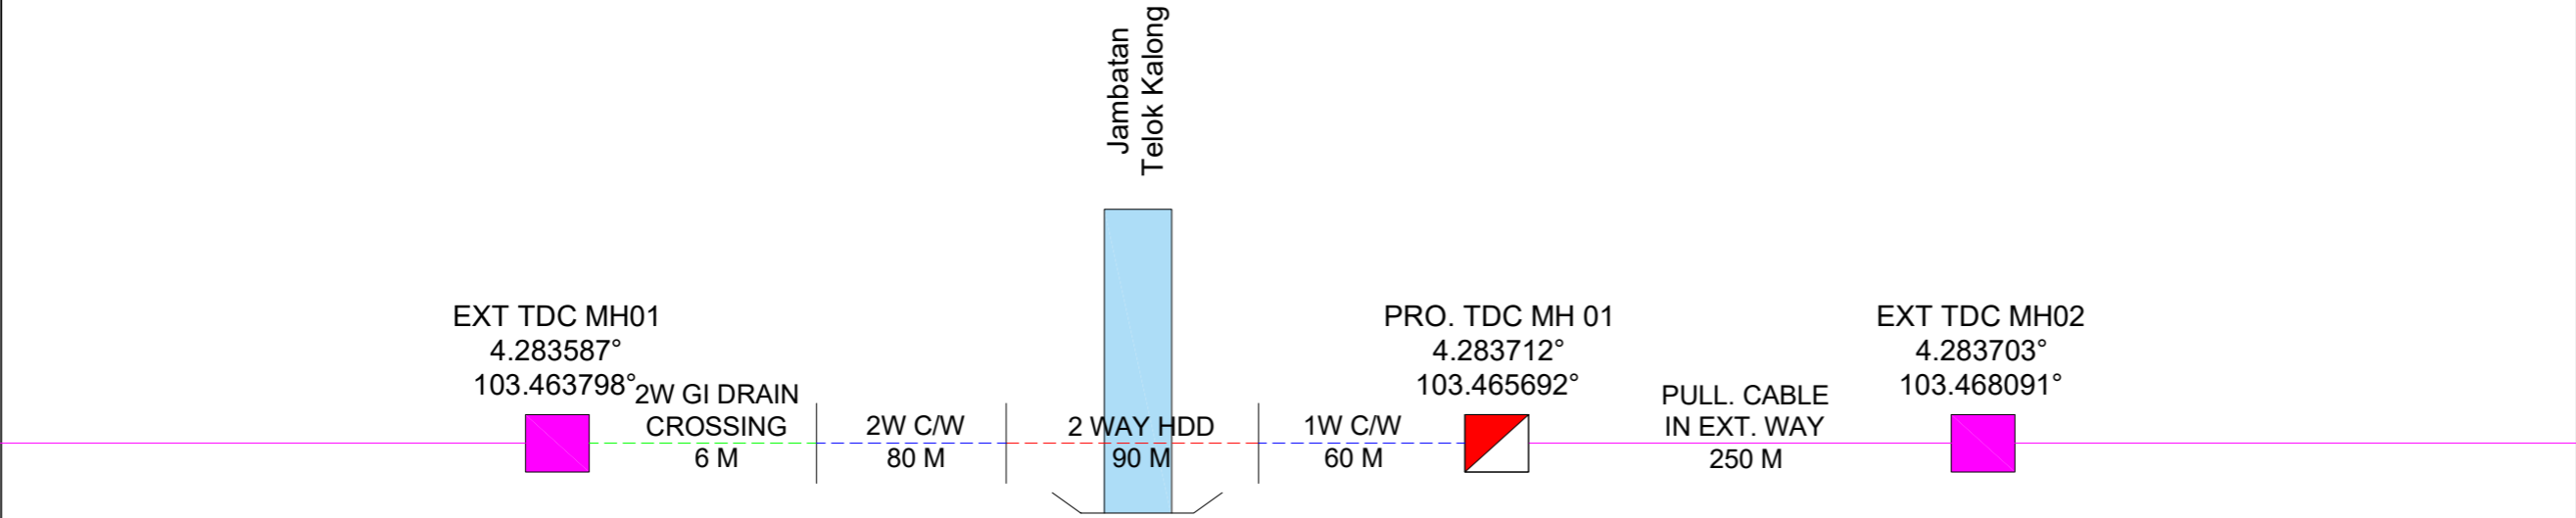 Jambatan
Telok Kalong
EXT TDC MH01
4.283587°
103.463798°
2W GI DRAIN
CROSSING
6 M
2W C/W
80 M
2 WAY HDD
90 M
1W C/W
60 M
PRO. TDC MH 01
4.283712°
103.465692°
PULL. CABLE
IN EXT. WAY
250 M
EXT TDC MH02
4.283703°
103.468091°